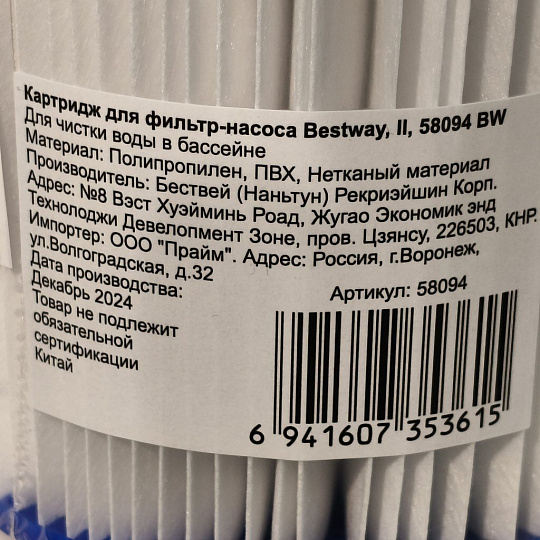 Картридж для фильтр-насоса Bestway, II, 58094 BW
Для чистки воды в бассейне
Материал: Полипропилен, ПВХ, Нетканый материал
Производитель: Бествей (Наньтун) Рекриэйшин Корп.
Адрес: №8 Вэст Хуэйминь Роад, Жугао Экономик энд
Технолоджи Девелопмент Зоне, пров. Цзянсу, 226503, КНР.
Импортер: ООО "Прайм". Адрес: Россия, г.Воронеж,
ул.Волгоградская, д.32
Дата производства:
Декабрь 2024
Товар не подлежит
обязательной
сертификации
Китай
Артикул: 58094
6 941607 353615